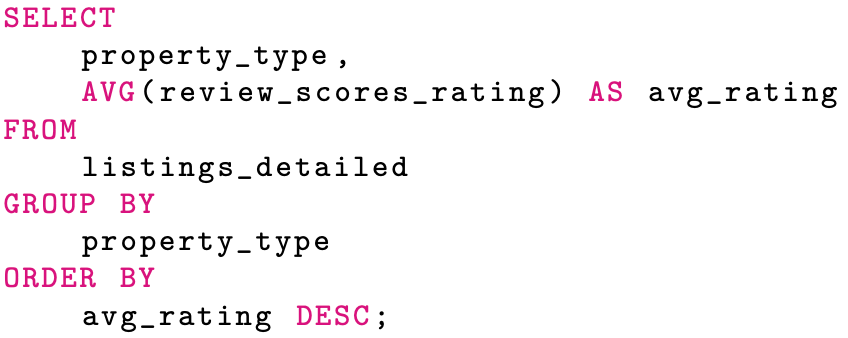 SELECT
    property_type,
    AVG(review_scores_rating) AS avg_rating
FROM
    listings_detailed
GROUP BY
    property_type
ORDER BY
    avg_rating DESC;